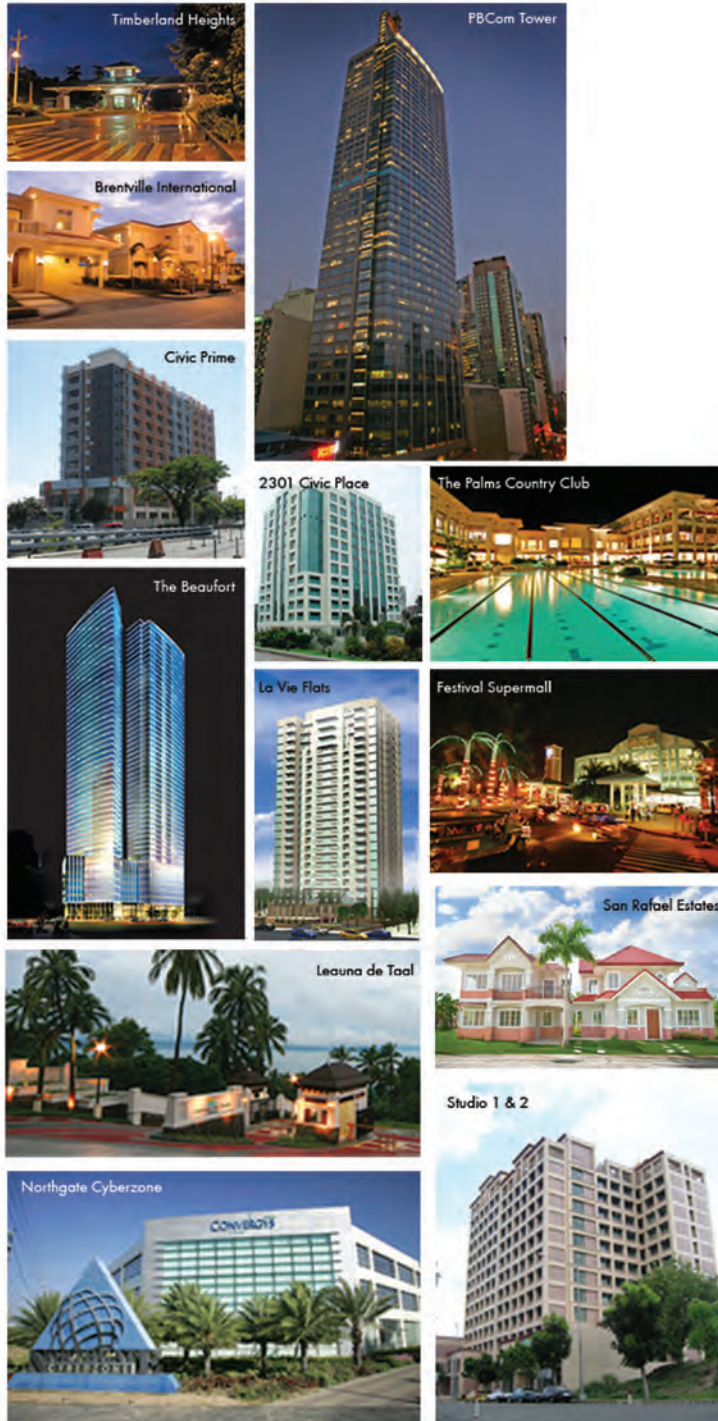 Timberland Heights
PBCom Tower
Brentville International
Civic Prime
2301 Civic Place
The Palms Country Club
The Beaufort
La Vie Flats
Festival Supermall
San Rafael Estates
Leauna de Taal
Studio 1 & 2
Northgate Cyberzone
CONVERGYS